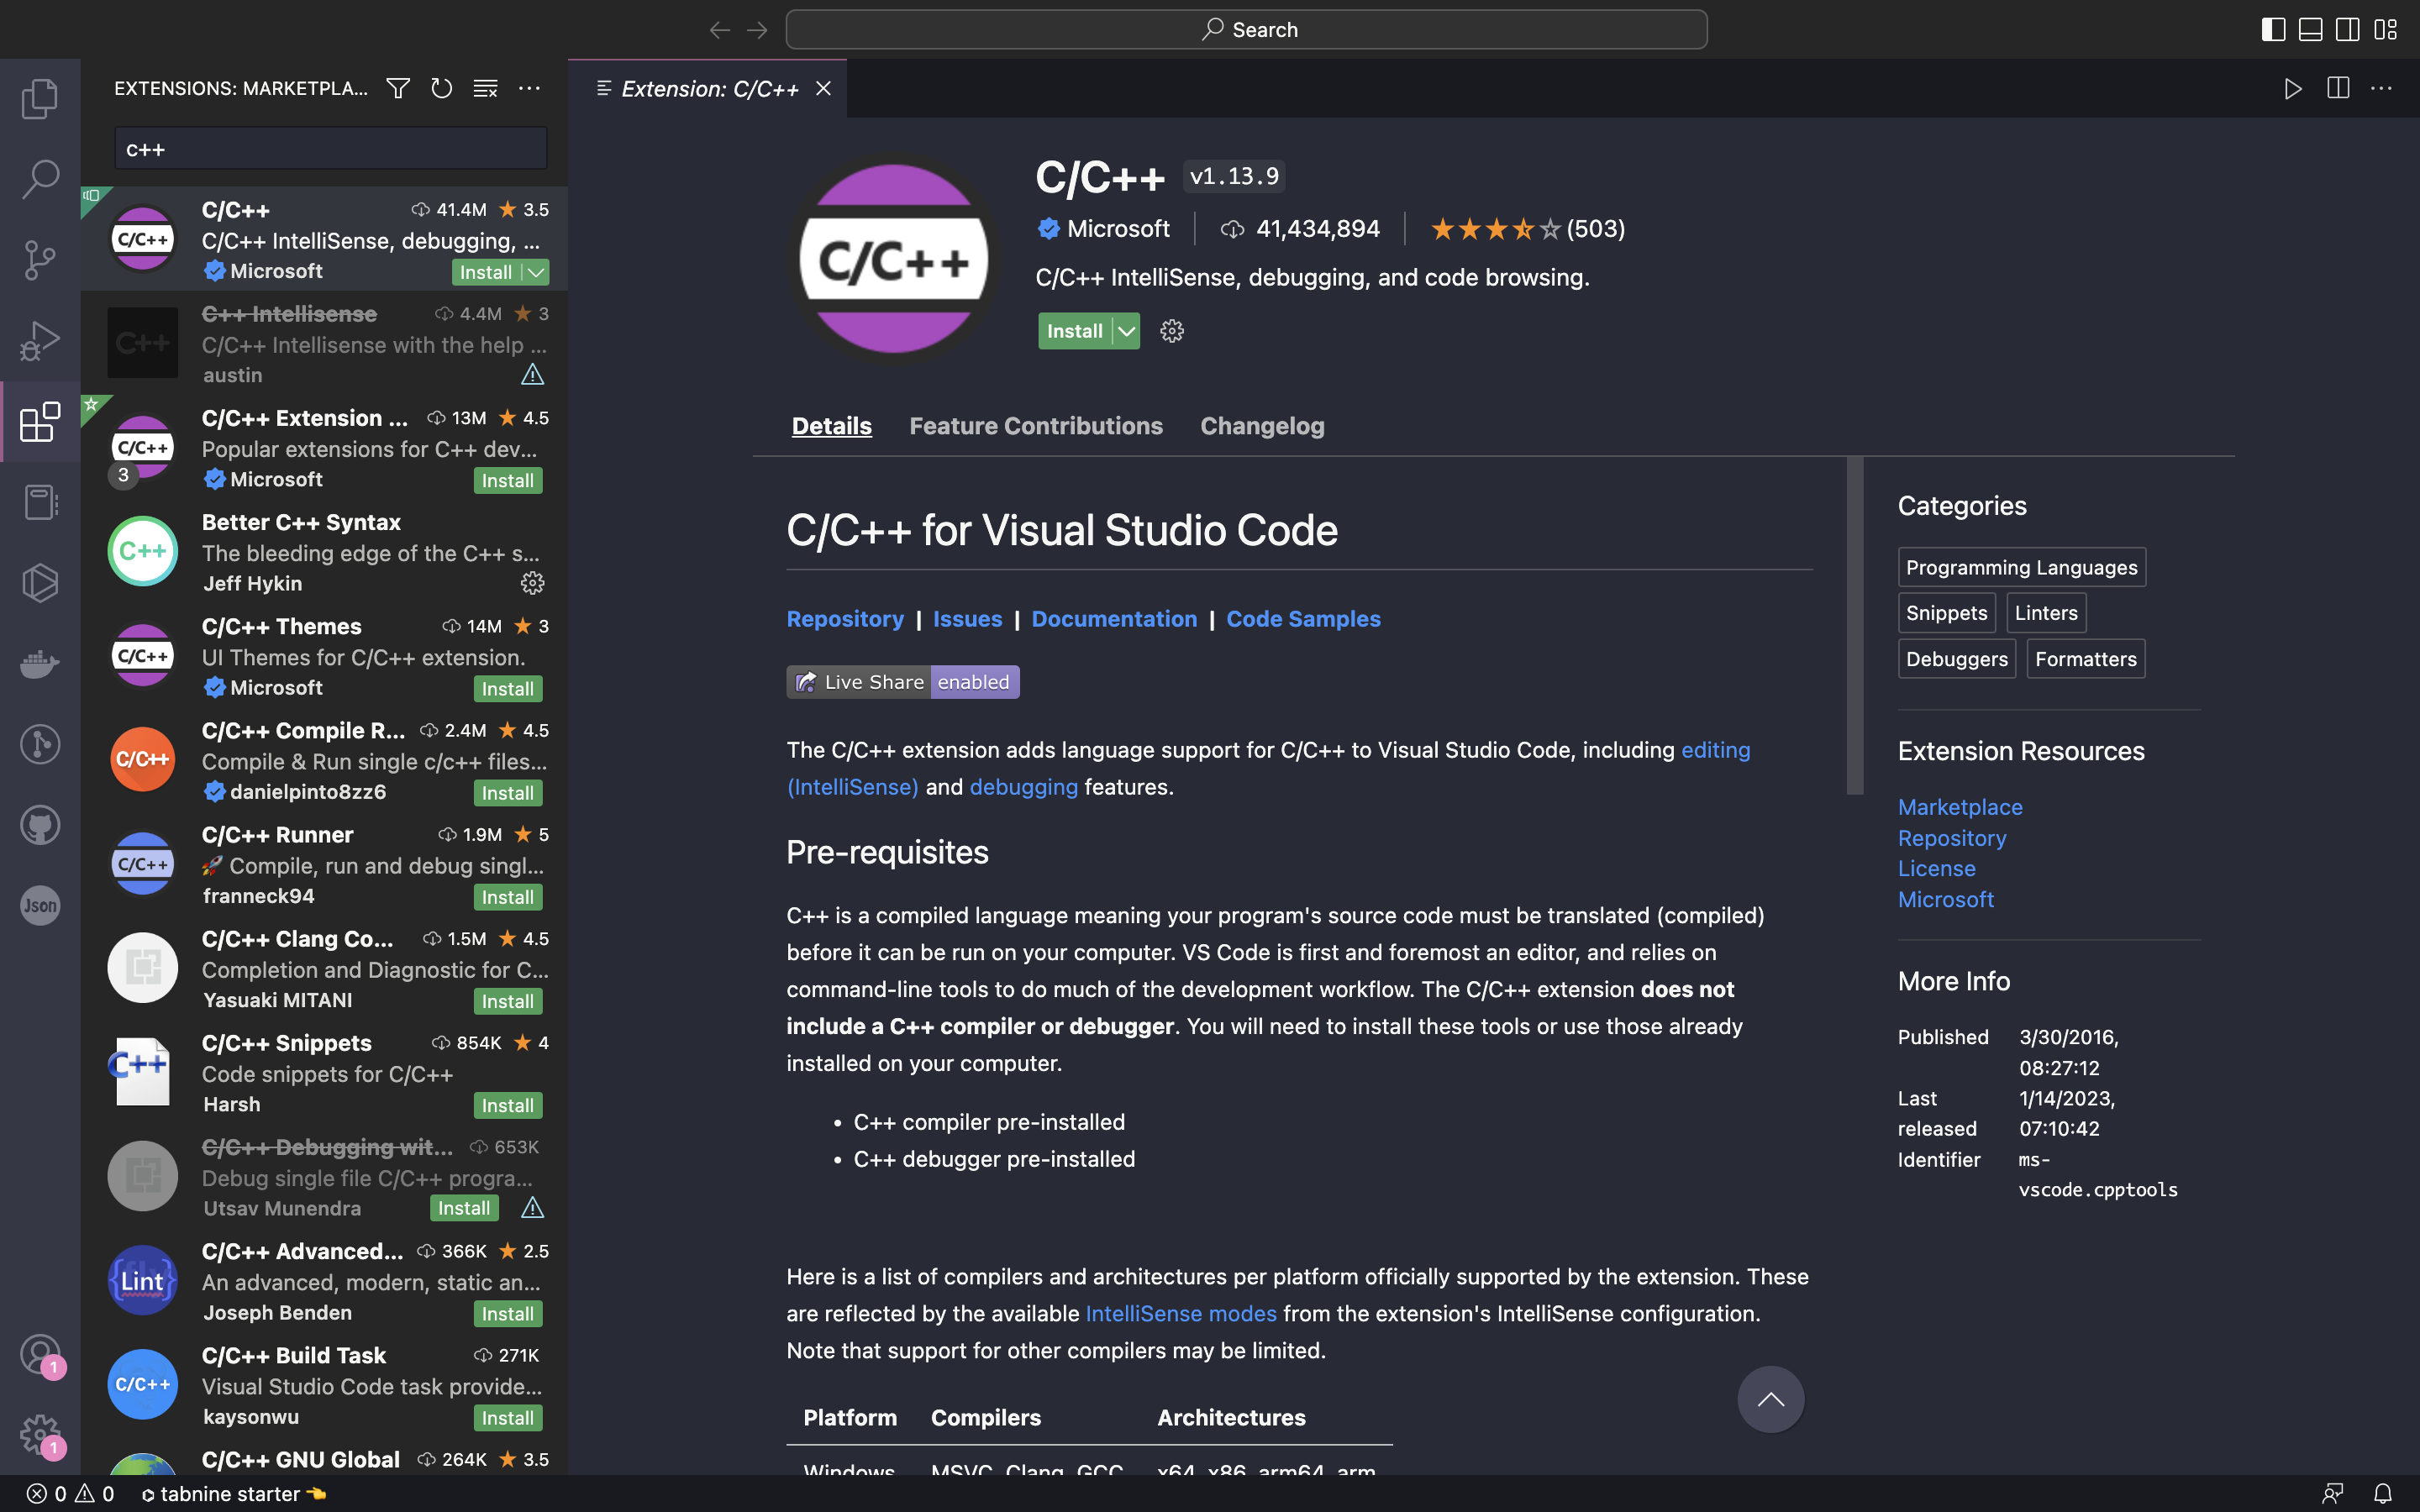 Search
EXTENSIONS: MARKETPLA...
c++
C/C++ 41.4M 3.5
C/C++ IntelliSense, debugging, ...
Microsoft Install
C++ Intellisense 4.4M 3
C/C++ Intellisense with the help ...
austin
C/C++ Extension ... 13M 4.5
Popular extensions for C++ dev...
3 Microsoft Install
Better C++ Syntax
The bleeding edge of the C++ s...
Jeff Hykin
C/C++ Themes 14M 3
UI Themes for C/C++ extension.
Microsoft Install
C/C++ Compile R... 2.4M 4.5
Compile & Run single c/c++ files...
danielpinto8zz6 Install
C/C++ Runner 1.9M 5
Compile, run and debug singl...
franneck94 Install
C/C++ Clang Co... 1.5M 4.5
Completion and Diagnostic for C...
Yasuaki MITANI Install
C/C++ Snippets 854K 4
Code snippets for C/C++
Harsh Install
C/C++ Debugging wit... 653K
Debug single file C/C++ progra...
Utsav Munendra Install
C/C++ Advanced... 366K 2.5
An advanced, modern, static an...
Joseph Benden Install
C/C++ Build Task 271K
Visual Studio Code task provide...
kaysonwu Install
C/C++ GNU Global 264K 3.5
C/C++
C++
C/C++
C++
C/C++
C/C++
C/C++
C++
Lint
C/C++
Json
1
1
Extension: C/C++
C/C++
C/C++ v1.13.9
Microsoft 41,434,894 (503)
C/C++ IntelliSense, debugging, and code browsing.
Install
Details Feature Contributions Changelog
C/C++ for Visual Studio Code
Repository | Issues | Documentation | Code Samples
Live Share enabled
The C/C++ extension adds language support for C/C++ to Visual Studio Code, including editing
(IntelliSense) and debugging features.
Pre-requisites
C++ is a compiled language meaning your program's source code must be translated (compiled)
before it can be run on your computer. VS Code is first and foremost an editor, and relies on
command-line tools to do much of the development workflow. The C/C++ extension does not
include a C++ compiler or debugger. You will need to install these tools or use those already
installed on your computer.
• C++ compiler pre-installed
• C++ debugger pre-installed
Here is a list of compilers and architectures per platform officially supported by the extension. These
are reflected by the available IntelliSense modes from the extension's IntelliSense configuration.
Note that support for other compilers may be limited.
Platform Compilers Architectures
Windows MSVC, Clang, GCC x64, x86, arm64, arm
Categories
Programming Languages
Snippets Linters
Debuggers Formatters
Extension Resources
Marketplace
Repository
License
Microsoft
More Info
Published 3/30/2016,
08:27:12
Last 1/14/2023,
released 07:10:42
Identifier ms-
vscode.cpptools
0 0 tabnine starter